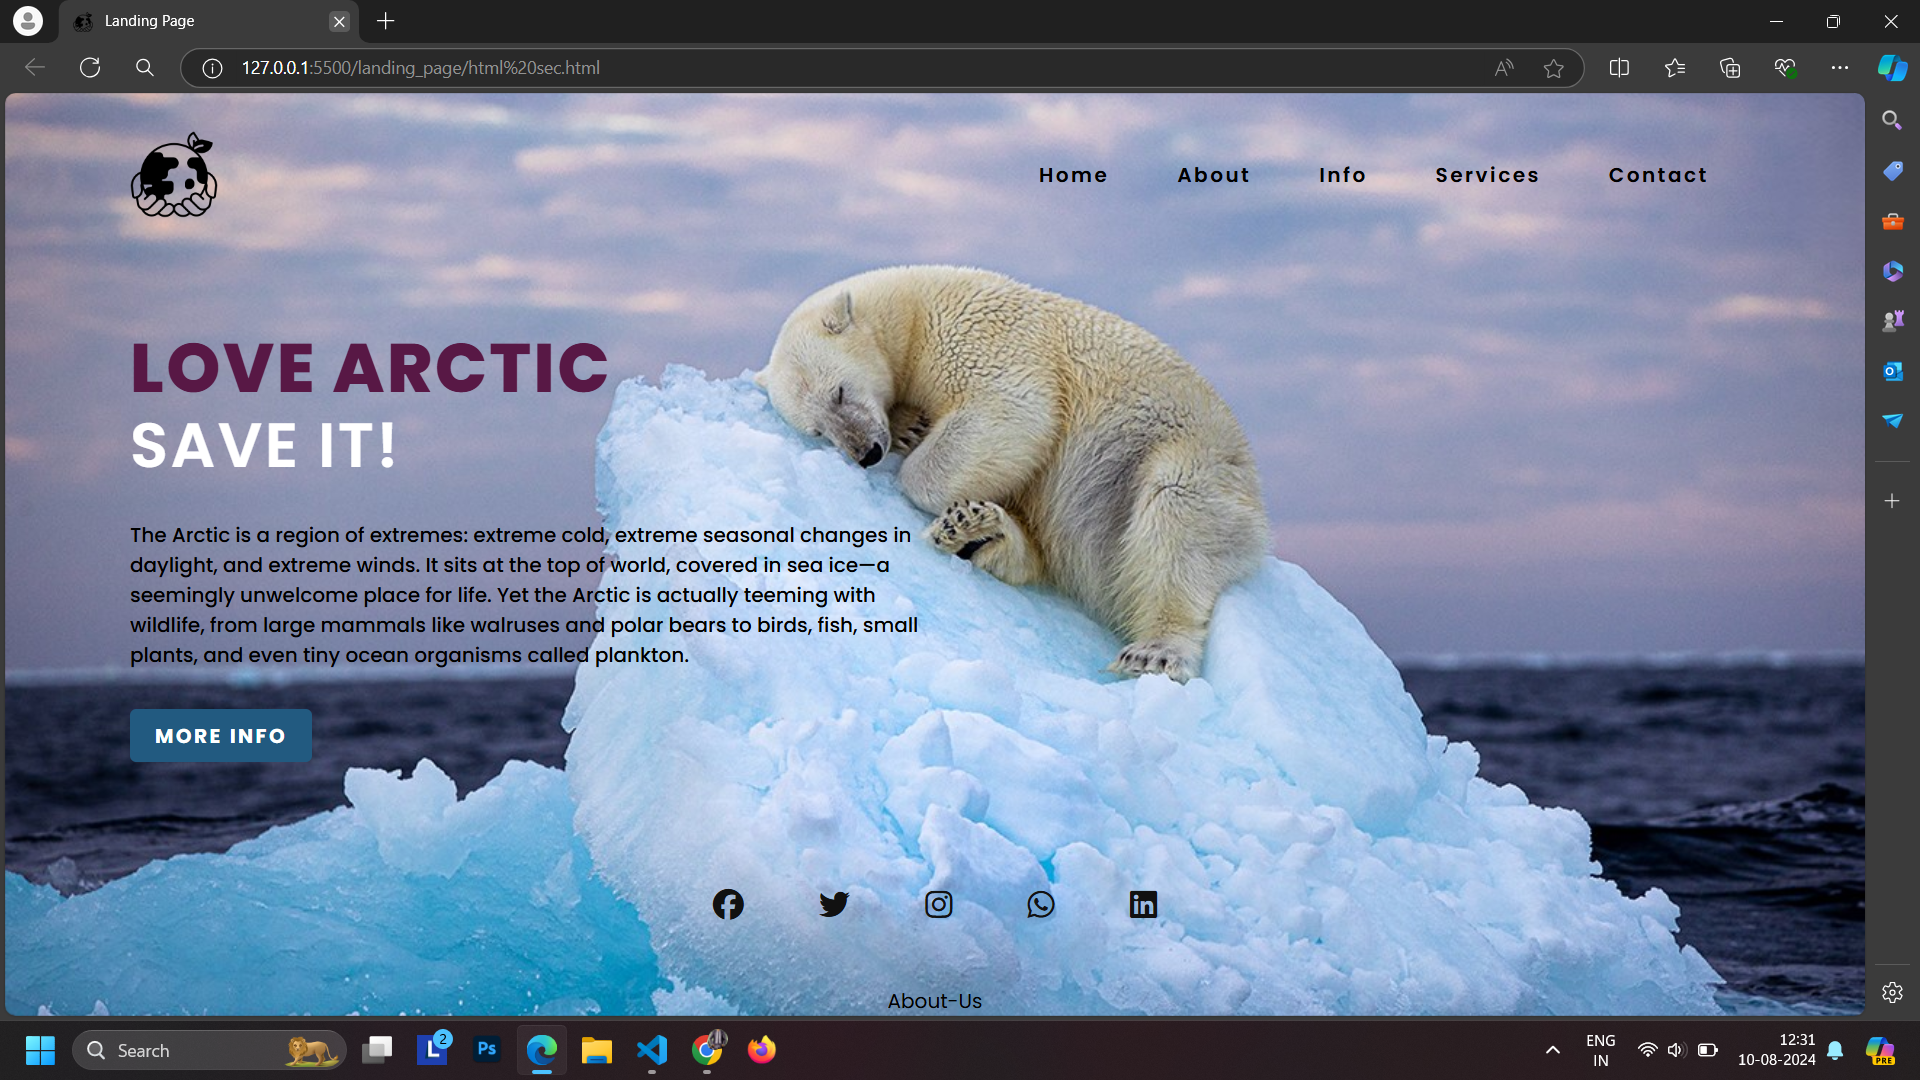 Landing Page
127.0.0.1:5500/landing_page/html%20sec.html
Home About Info Services Contact
LOVE ARCTIC
SAVE IT!
The Arctic is a region of extremes: extreme cold, extreme seasonal changes in
daylight, and extreme winds. It sits at the top of world, covered in sea ice—a
seemingly unwelcome place for life. Yet the Arctic is actually teeming with
wildlife, from large mammals like walruses and polar bears to birds, fish, small
plants, and even tiny ocean organisms called plankton.
MORE INFO
About-Us
Search
L
2
Ps
ENG
IN
12:31
10-08-2024
PRE